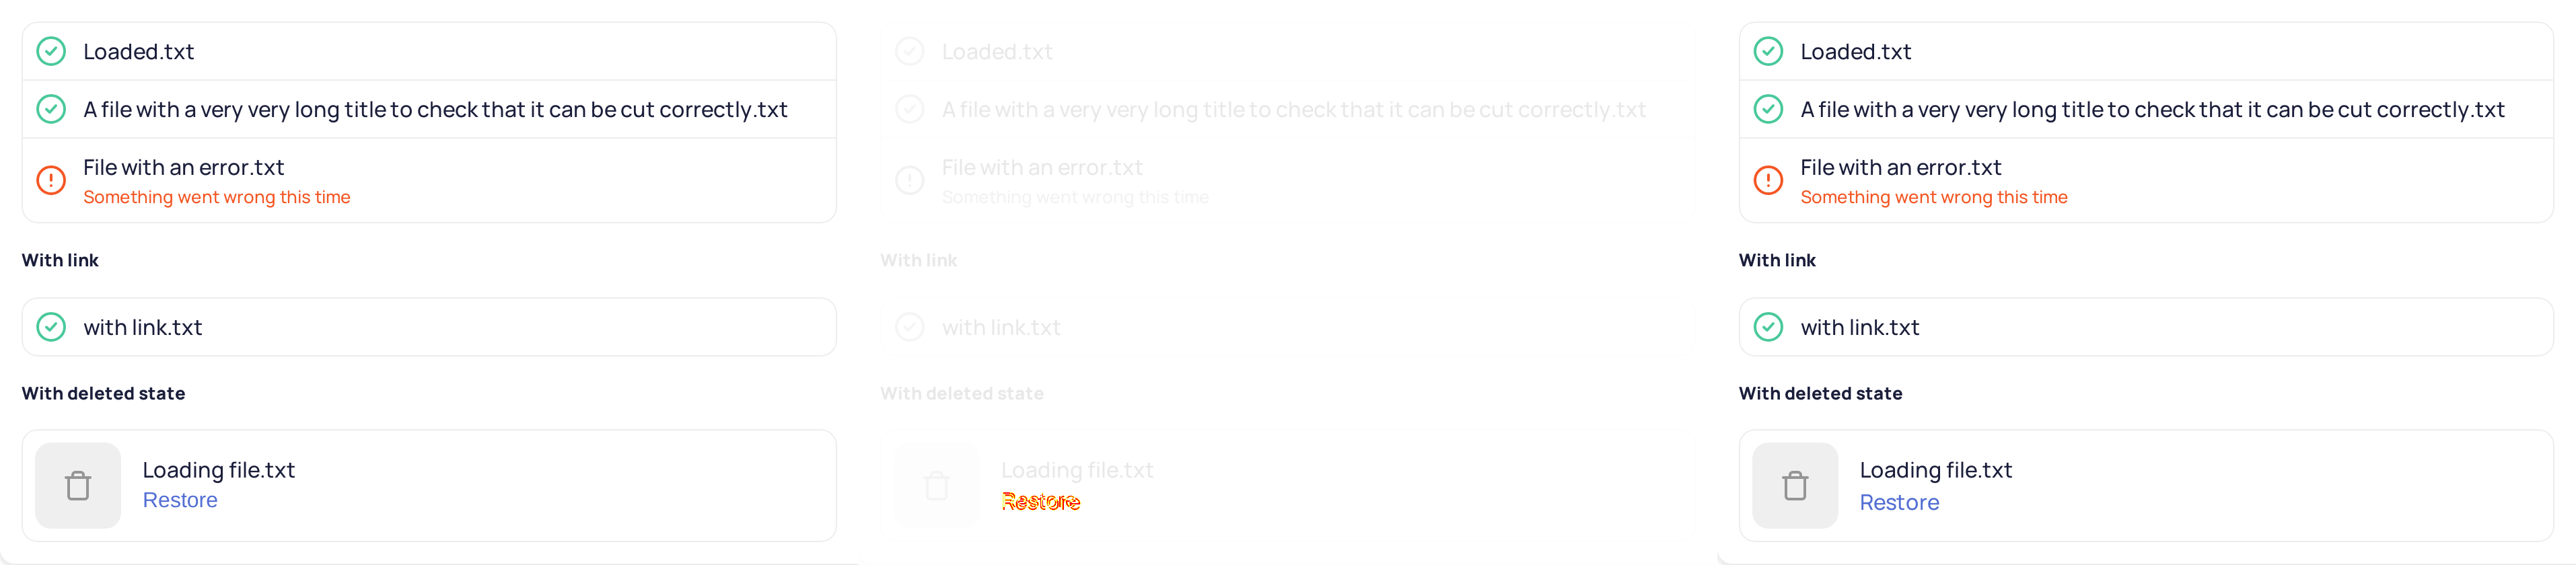 Loaded.txt
A file with a very very long title to check that it can be cut correctly.txt
File with an error.txt
Something went wrong this time
With link
with link.txt
With deleted state
Loading file.txt
Restore
Loaded.txt
A file with a very very long title to check that it can be cut correctly.txt
File with an error.txt
Something went wrong this time
With link
with link.txt
With deleted state
Loading file.txt
Restore
Loaded.txt
A file with a very very long title to check that it can be cut correctly.txt
File with an error.txt
Something went wrong this time
With link
with link.txt
With deleted state
Loading file.txt
Restore